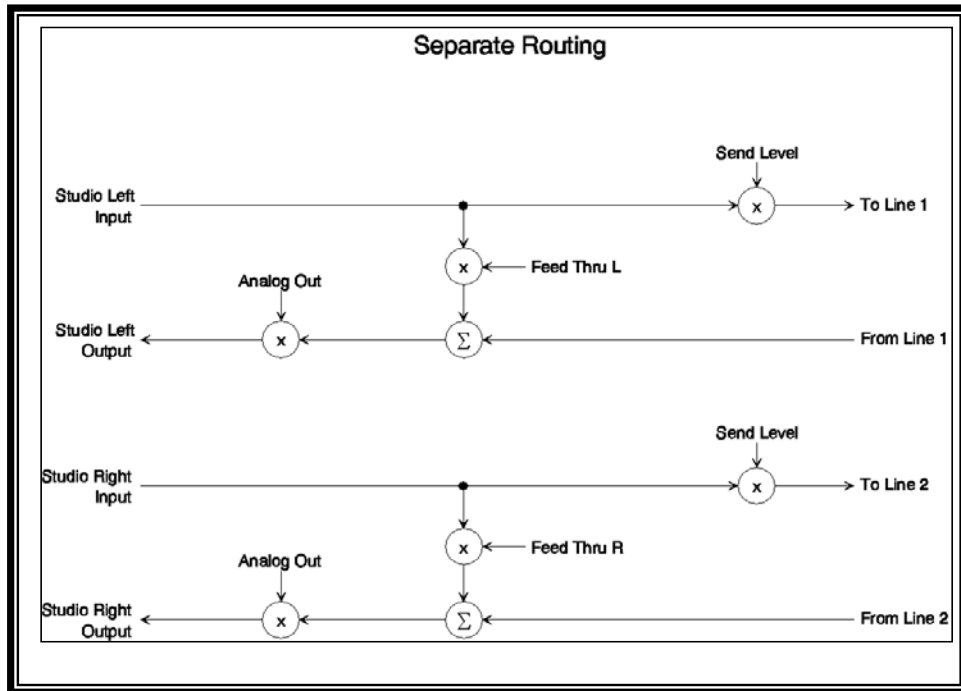 Separate Routing
Send Level
Studio Left
Input
x
To Line 1
x
Feed Thru L
Analog Out
Studio Left
Output
x
Σ
From Line 1
Send Level
Studio Right
Input
x
To Line 2
x
Feed Thru R
Analog Out
Studio Right
Output
x
Σ
From Line 2